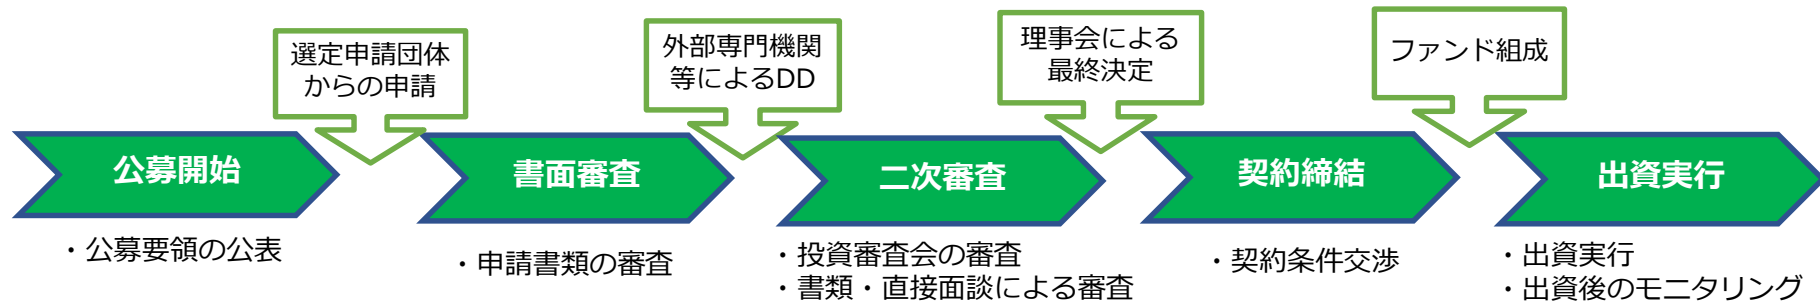 選定申請団体
からの申請
外部専門機関
等によるDD
理事会による
最終決定
ファンド組成
公募開始
書面審査
二次審査
契約締結
出資実行
・公募要領の公表
・申請書類の審査
・投資審査会の審査
・書類・直接面談による審査
・契約条件交渉
・出資実行
・出資後のモニタリング